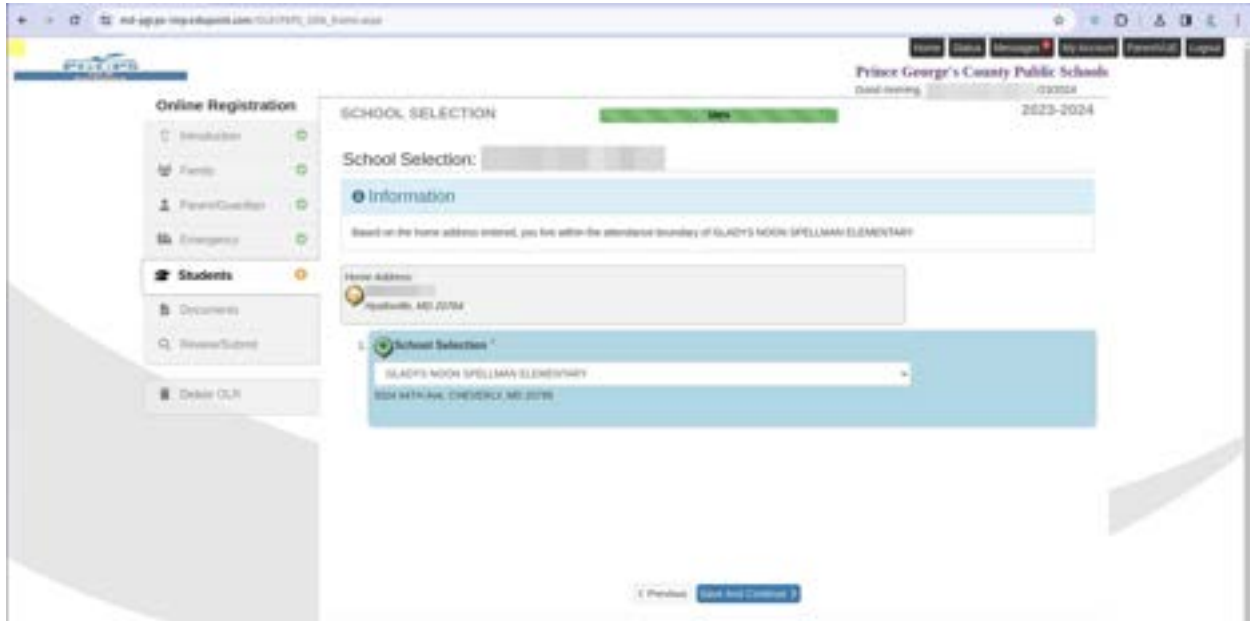 Home Status Messages My Account ParentVUE Logout
PGCPS
Prince George's County Public Schools
Good morning,
Online Registration
SCHOOL SELECTION
2023-2024
Introduction
Family
Parent/Guardian
Emergency
Students
Documents
Review/Submit
Delete OLR
School Selection:
Information
Based on the home address entered, you live within the attendance boundary of GLADYS NOON SPELLMAN ELEMENTARY
Home Address:
Hyattsville, MD 20784
1. School Selection *
GLADYS NOON SPELLMAN ELEMENTARY
CHEVERLY, MD 20785
Previous
Save And Continue